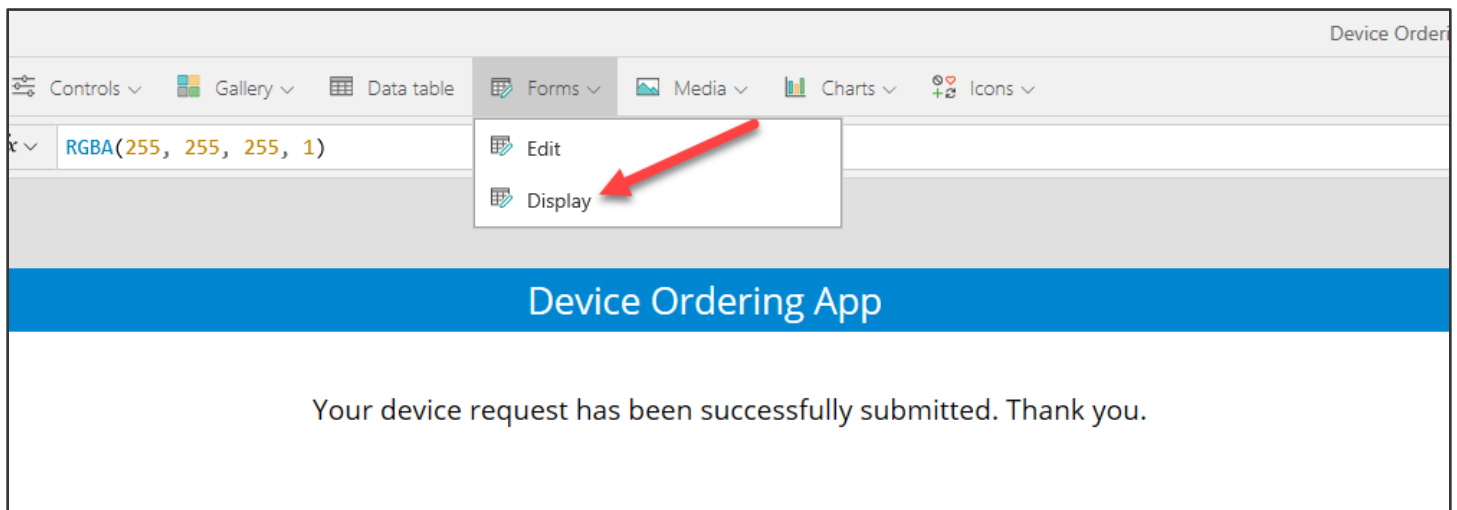 Device Orderi
Controls Gallery Data table Forms Media Charts Icons
RGBA(255, 255, 255, 1)
Edit
Display
Device Ordering App
Your device request has been successfully submitted. Thank you.